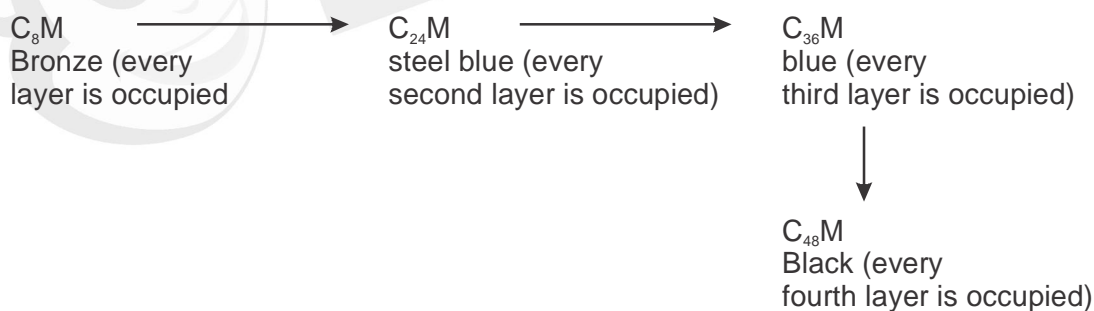 C₈M
Bronze (every
layer is occupied
C₂₄M
steel blue (every
second layer is occupied)
C₃₆M
blue (every
third layer is occupied)
C₄₈M
Black (every
fourth layer is occupied)